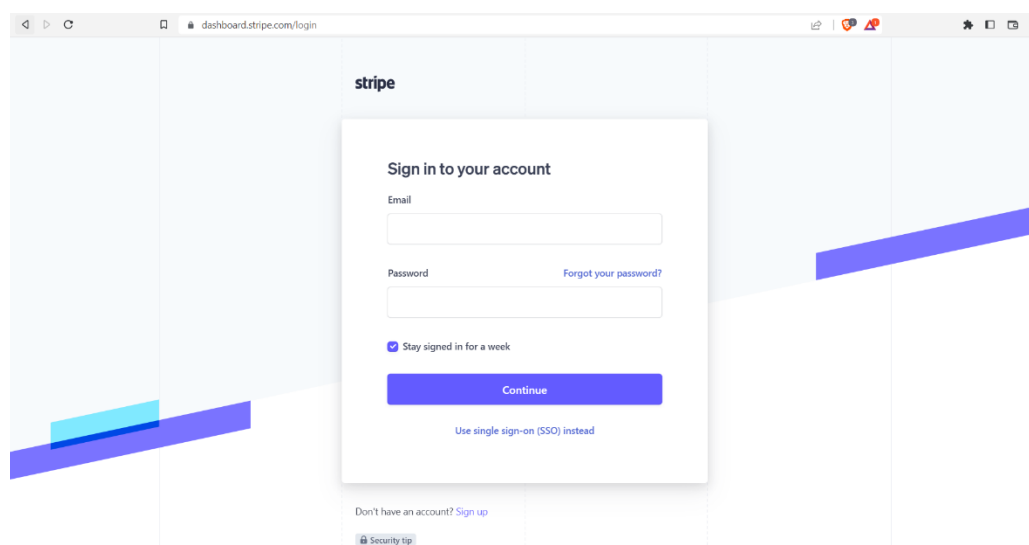 dashboard.stripe.com/login
stripe
Sign in to your account
Email
Password Forgot your password?
Stay signed in for a week
Continue
Use single sign-on (SSO) instead
Don't have an account? Sign up
Security tip